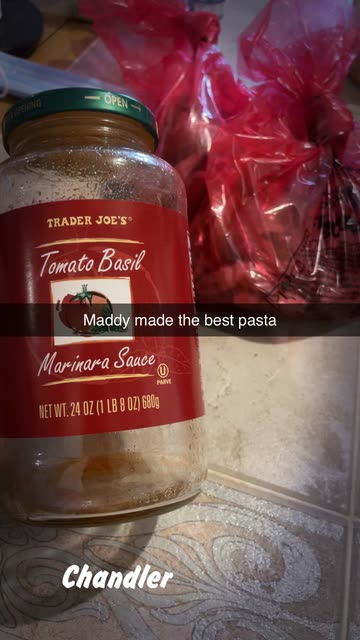 OPEN
TRADER JOE'S®
Tomato Basil
Maddy made the best pasta
Marinara Sauce
U
PARVE
NET WT. 24 OZ (1 LB 8 OZ) 680g
Chandler